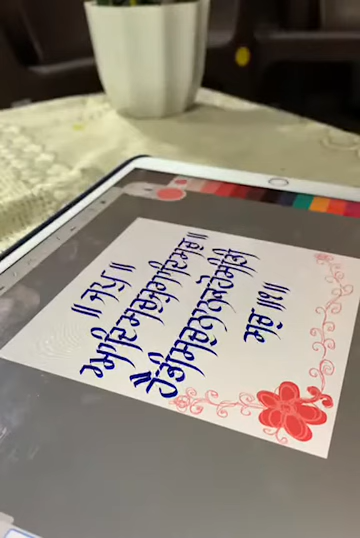 ॥ ਜਪੁ ॥
ਆਦਿ ਸਚੁ ਜੁਗਾਦਿ ਸਚੁ ॥
ਹੈ ਭੀ ਸਚੁ ਨਾਨਕ ਹੋਸੀ ਭੀ
ਸਚੁ ॥੧॥